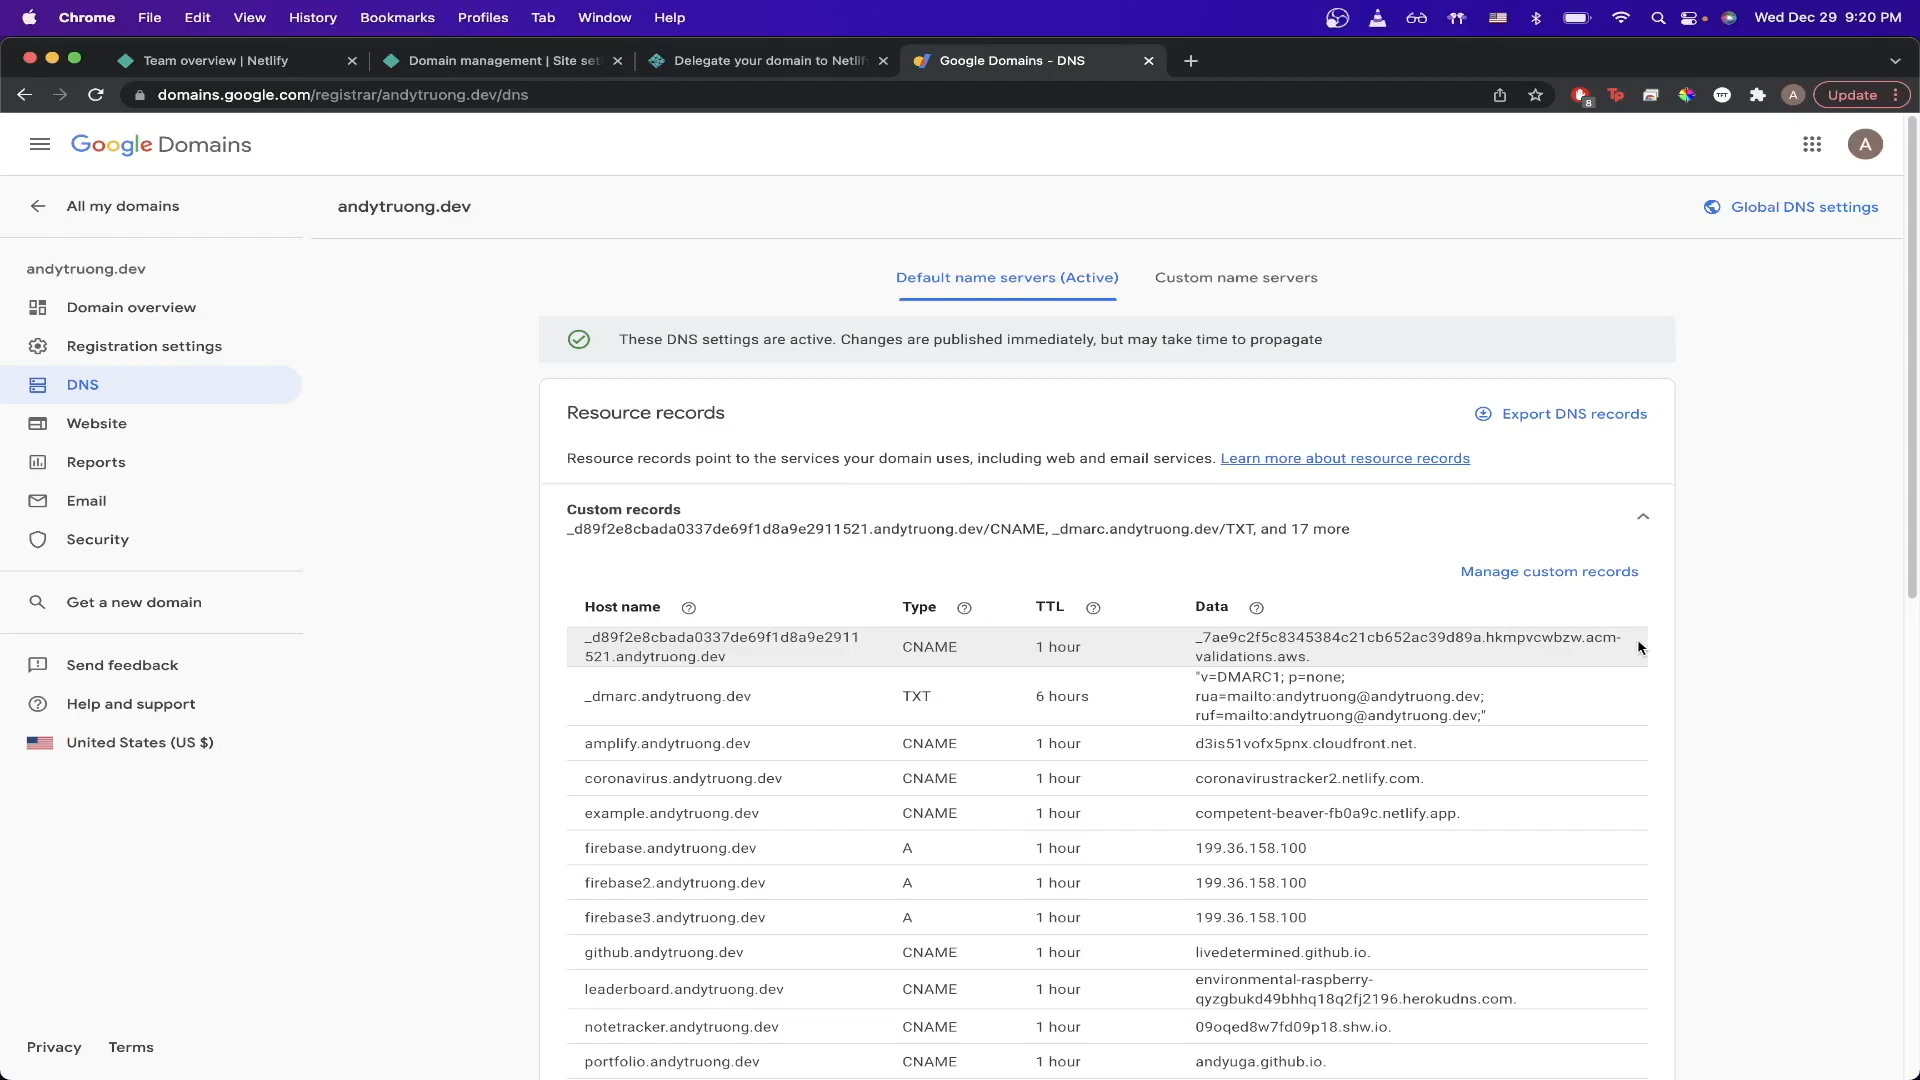 Chrome File Edit View History Bookmarks Profiles Tab Window Help Wed Dec 29 9:20 PM
Team overview | Netlify Domain management | Site set Delegate your domain to Netlif Google Domains - DNS
domains.google.com/registrar/andytruong.dev/dns 8 Update
Google Domains A
All my domains andytruong.dev Global DNS settings
andytruong.dev
Domain overview
Registration settings
DNS
Website
Reports
Email
Security
Get a new domain
Send feedback
Help and support
United States (US $)
Privacy Terms
Default name servers (Active) Custom name servers
These DNS settings are active. Changes are published immediately, but may take time to propagate
Resource records Export DNS records
Resource records point to the services your domain uses, including web and email services. Learn more about resource records
Custom records
_d89f2e8cbada0337de69f1d8a9e2911521.andytruong.dev/CNAME, _dmarc.andytruong.dev/TXT, and 17 more
Manage custom records
Host name Type TTL Data
_d89f2e8cbada0337de69f1d8a9e2911
521.andytruong.dev CNAME 1 hour _7ae9c2f5c8345384c21cb652ac39d89a.hkmpvcwbzw.acm-
validations.aws.
_dmarc.andytruong.dev TXT 6 hours "v=DMARC1; p=none;
rua=mailto:andytruong@andytruong.dev;
ruf=mailto:andytruong@andytruong.dev;"
amplify.andytruong.dev CNAME 1 hour d3is51vofx5pnx.cloudfront.net.
coronavirus.andytruong.dev CNAME 1 hour coronavirustracker2.netlify.com.
example.andytruong.dev CNAME 1 hour competent-beaver-fb0a9c.netlify.app.
firebase.andytruong.dev A 1 hour 199.36.158.100
firebase2.andytruong.dev A 1 hour 199.36.158.100
firebase3.andytruong.dev A 1 hour 199.36.158.100
github.andytruong.dev CNAME 1 hour livedetermined.github.io.
leaderboard.andytruong.dev CNAME 1 hour environmental-raspberry-
qyzgbukd49bhhq18q2fj2196.herokudns.com.
notetracker.andytruong.dev CNAME 1 hour 09oqed8w7fd09p18.shw.io.
portfolio.andytruong.dev CNAME 1 hour andyuga.github.io.